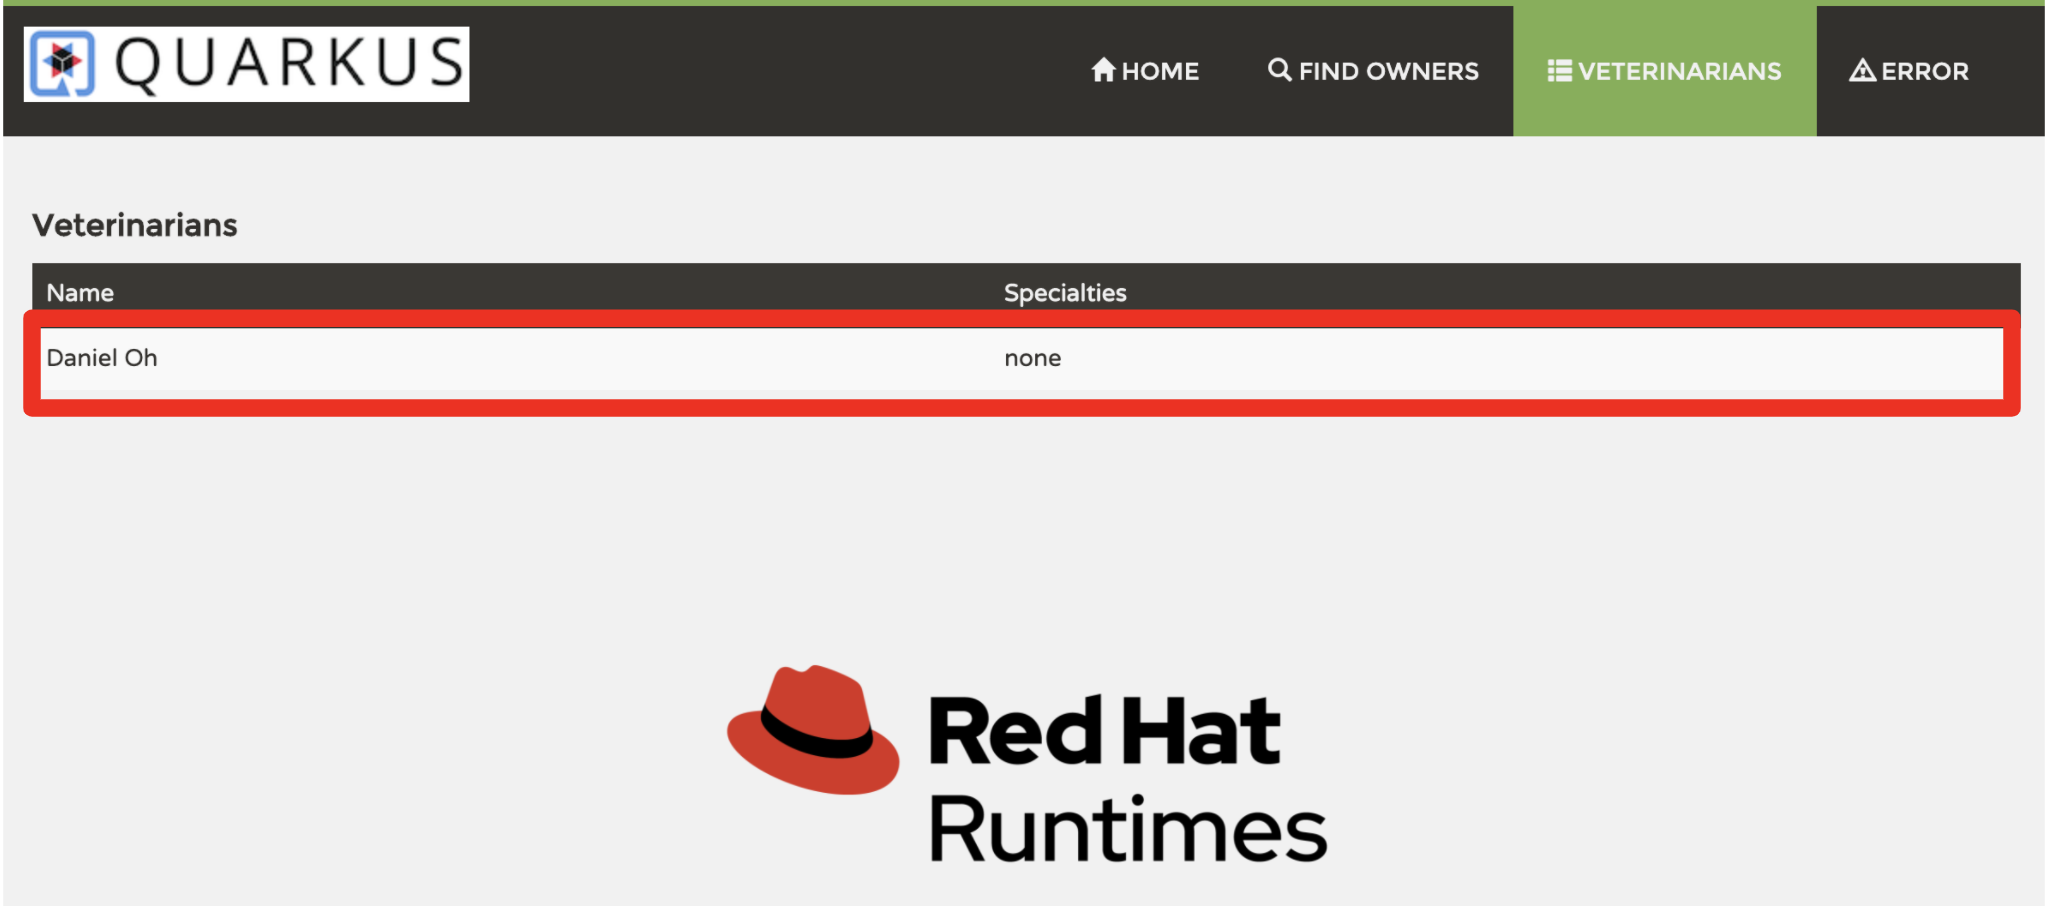 QUARKUS
HOME FIND OWNERS VETERINARIANS ERROR
Veterinarians
Name Specialties
Daniel Oh none
Red Hat
Runtimes